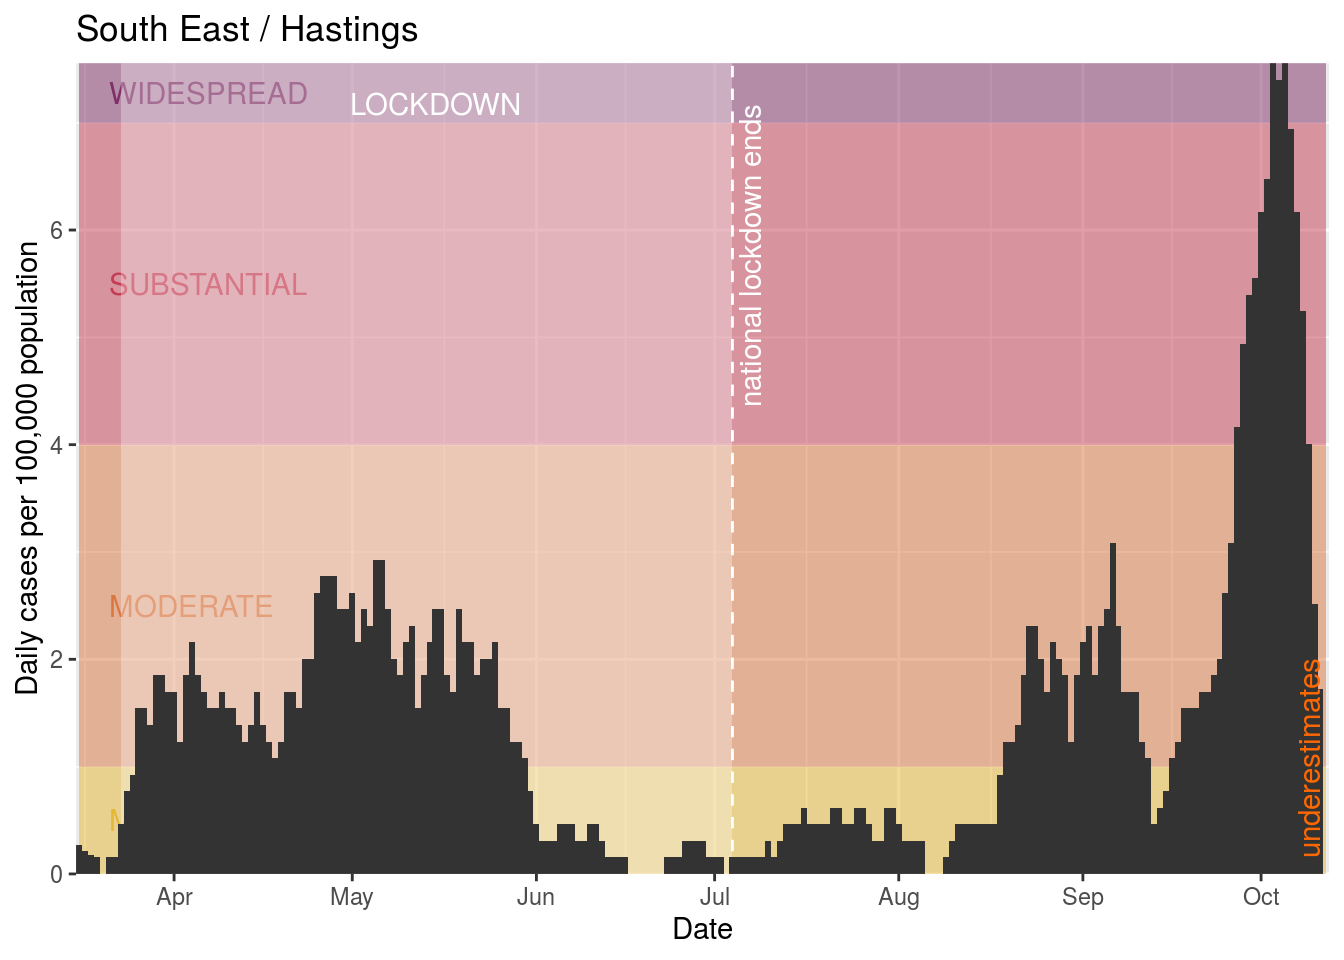 South East / Hastings
WIDESPREAD
LOCKDOWN
national lockdown ends
SUBSTANTIAL
MODERATE
underestimates
Daily cases per 100,000 population
6
4
2
0
Apr
May
Jun
Jul
Aug
Sep
Oct
Date